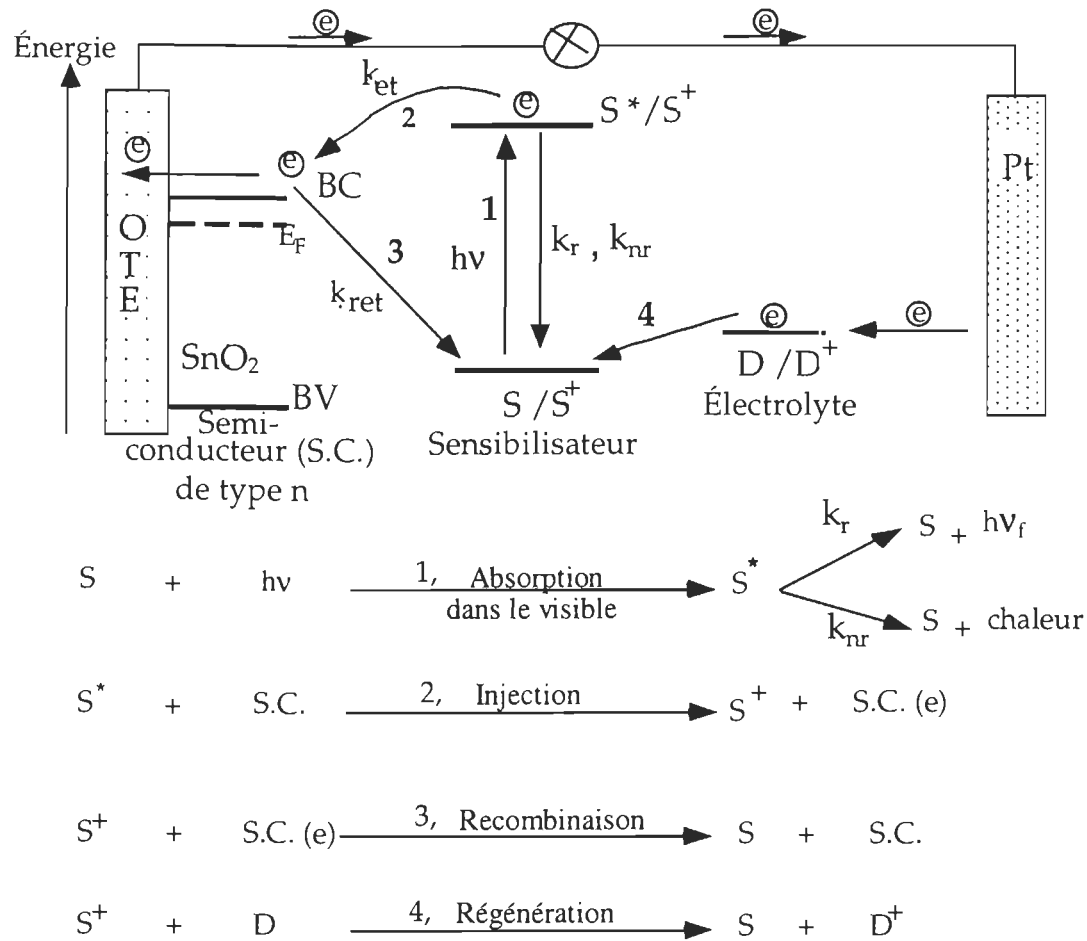 e e
Énergie
k_et
2
e
S*/S⁺
e
e
BC
Pt
1
O
T
E
E_F
3
hν
k_r , k_nr
k_ret
4
e
e
SnO₂
D /D⁺
BV
S /S⁺
Électrolyte
Semi-
conducteur (S.C.)
de type n
Sensibilisateur
k_r
S + hν_f
S + hν 1, Absorption
dans le visible
S*
k_nr
S + chaleur
S* + S.C. 2, Injection S⁺ + S.C. (e)
S⁺ + S.C. (e) 3, Recombinaison S + S.C.
S⁺ + D 4, Régénération S + D⁺